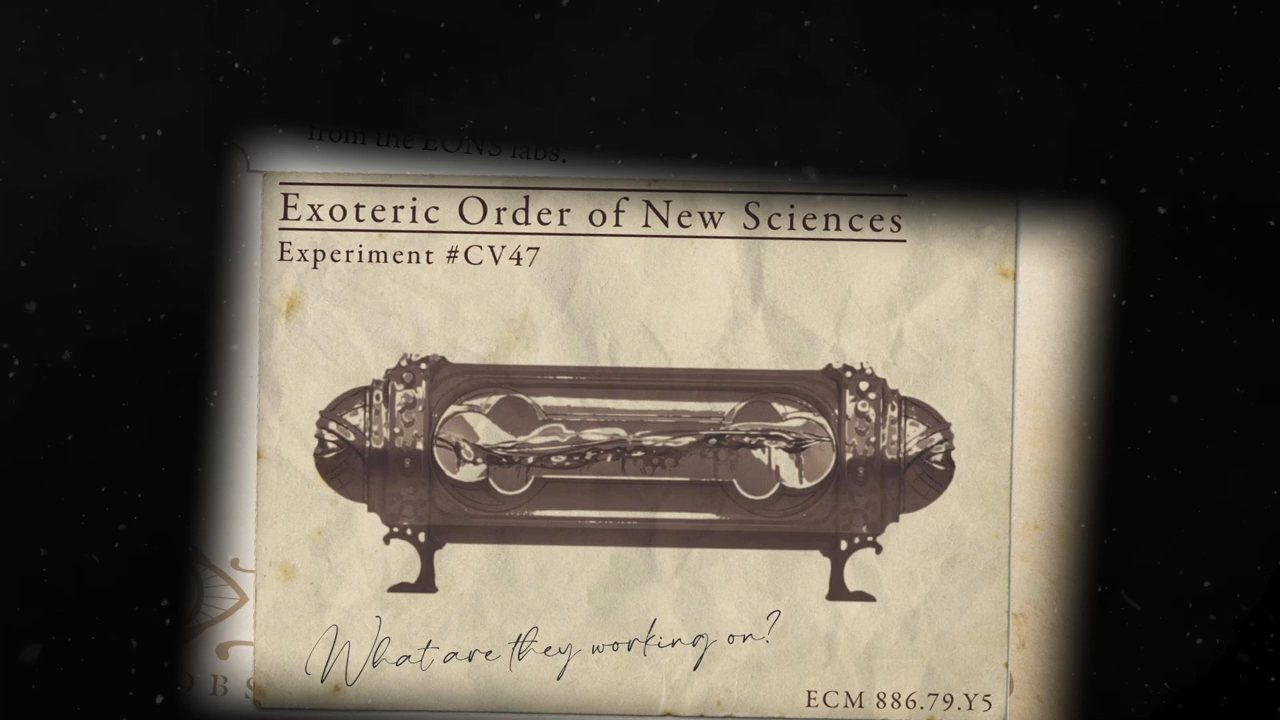 from the EONS labs.
Exoteric Order of New Sciences
Experiment #CV47
What are they working on?
ECM 886.79.Y5